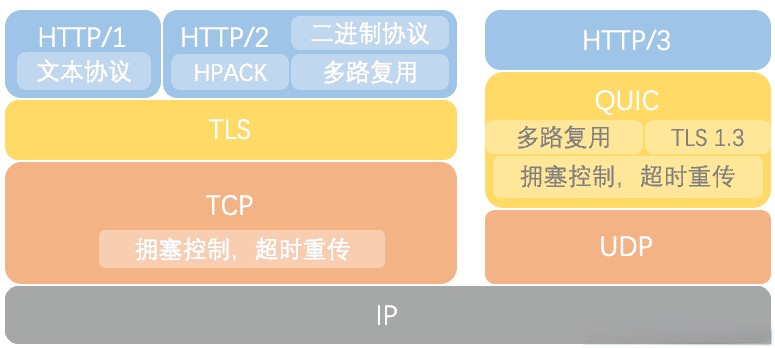 HTTP/1
文本协议
HTTP/2
二进制协议
HPACK
多路复用
HTTP/3
QUIC
多路复用
TLS 1.3
拥塞控制，超时重传
TLS
TCP
拥塞控制，超时重传
UDP
IP